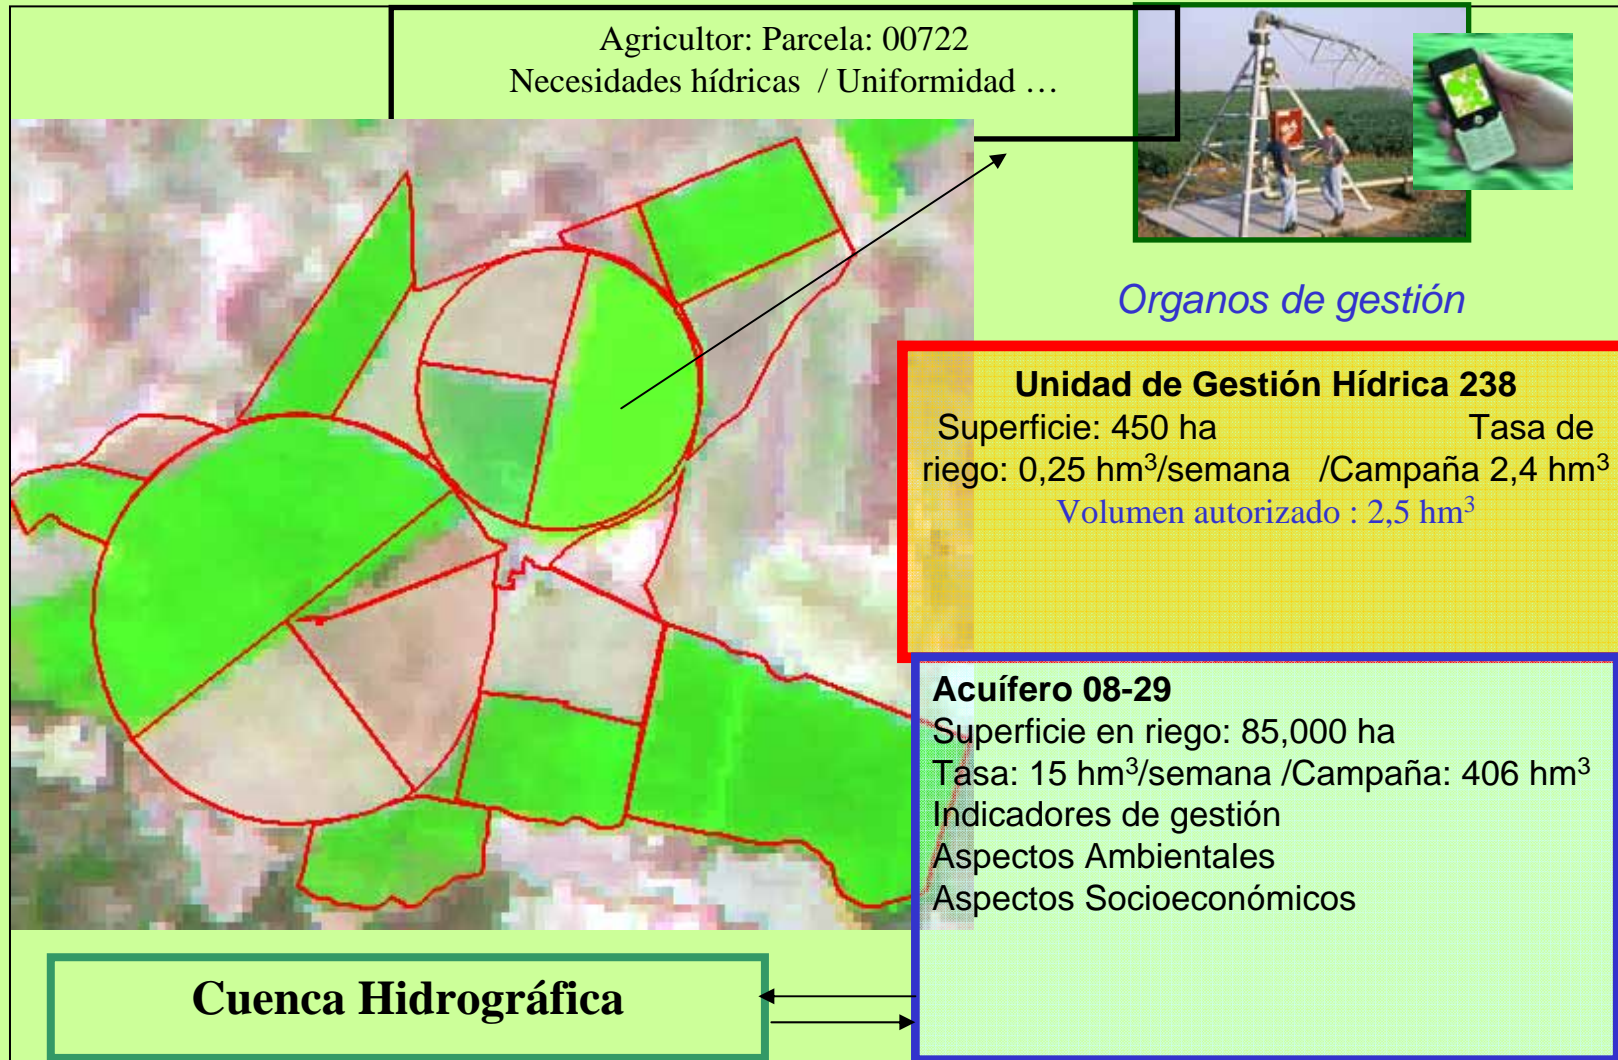 Agricultor: Parcela: 00722
Necesidades hídricas / Uniformidad …
Organos de gestión
Unidad de Gestión Hídrica 238
Superficie: 450 ha Tasa de
riego: 0,25 hm³/semana /Campaña 2,4 hm³
Volumen autorizado : 2,5 hm³
Acuífero 08-29
Superficie en riego: 85,000 ha
Tasa: 15 hm³/semana /Campaña: 406 hm³
Indicadores de gestión
Aspectos Ambientales
Aspectos Socioeconómicos
Cuenca Hidrográfica